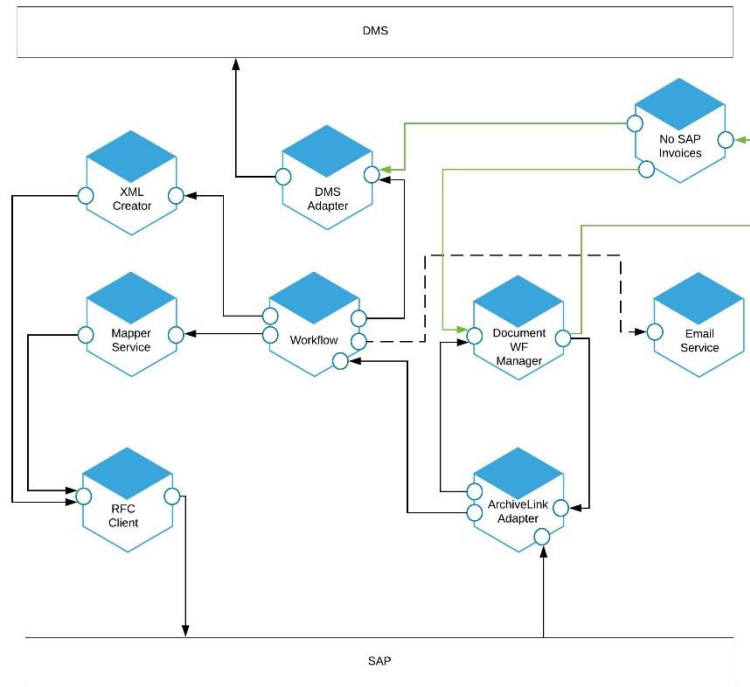 DMS
No SAP
Invoices
XML
Creator
DMS
Adapter
Mapper
Service
Workflow
Document
WF
Manager
Email
Service
RFC
Client
ArchiveLink
Adapter
SAP